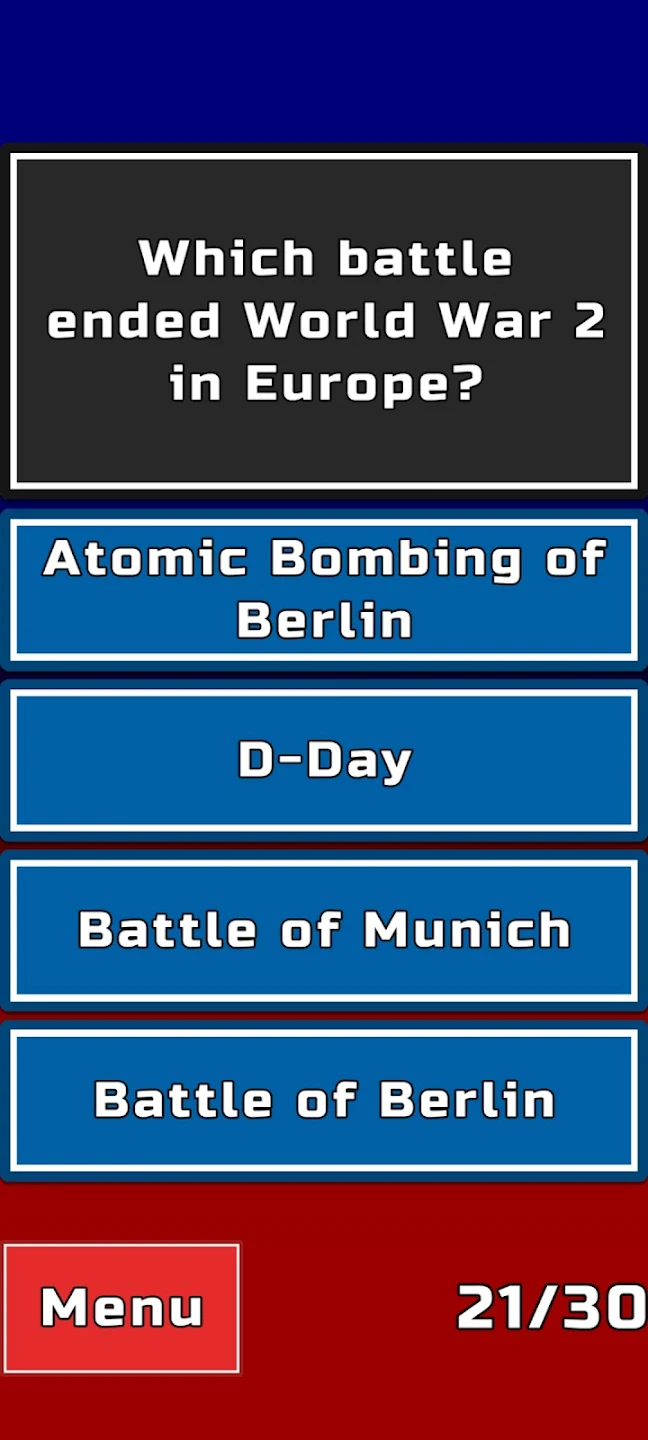 Which battle
ended World War 2
in Europe?
Atomic Bombing of
Berlin
D-Day
Battle of Munich
Battle of Berlin
Menu
21/30